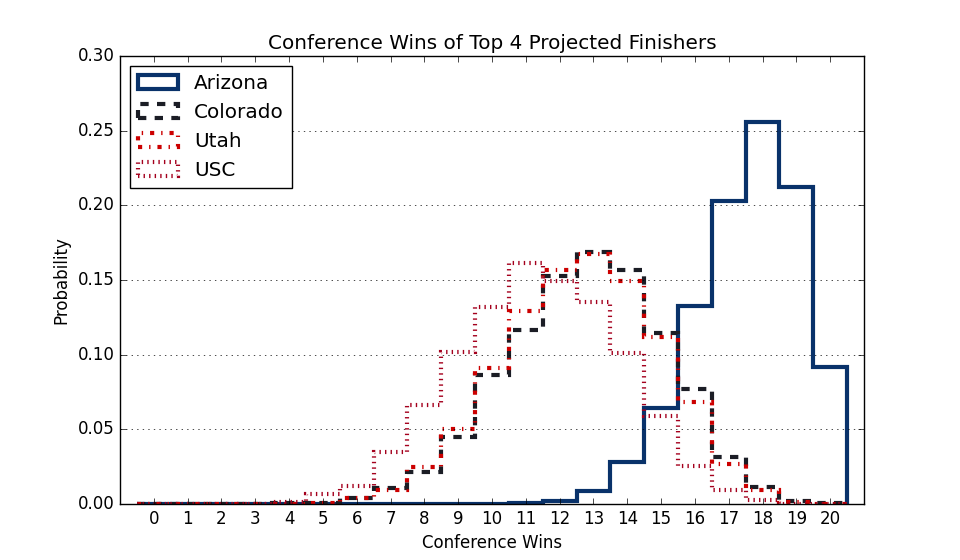 Conference Wins of Top 4 Projected Finishers
0.30
0.25
0.20
0.15
0.10
0.05
0.00
Probability
Arizona
Colorado
Utah
USC
0 1 2 3 4 5 6 7 8 9 10 11 12 13 14 15 16 17 18 19 20
Conference Wins